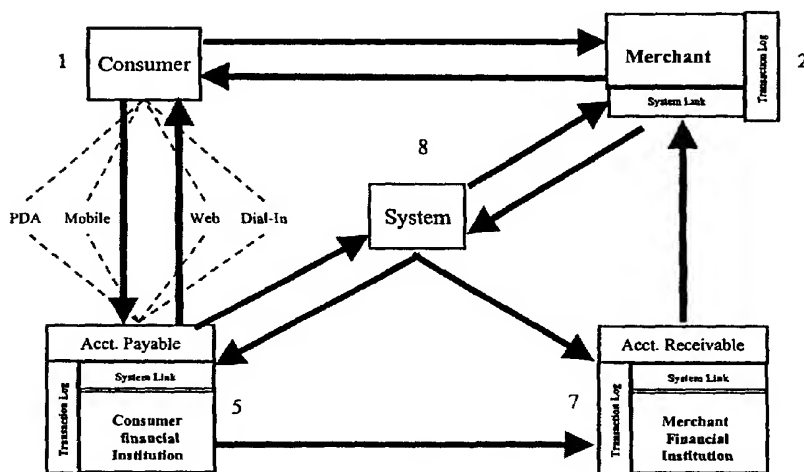 1
Consumer
Merchant
System Link
Transaction Log
2
8
System
PDA
Mobile
Web
Dial-In
Acct. Payable
System Link
Transaction Log
Consumer
financial
Institution
5
7
Acct. Receivable
System Link
Transaction Log
Merchant
Financial
Institution